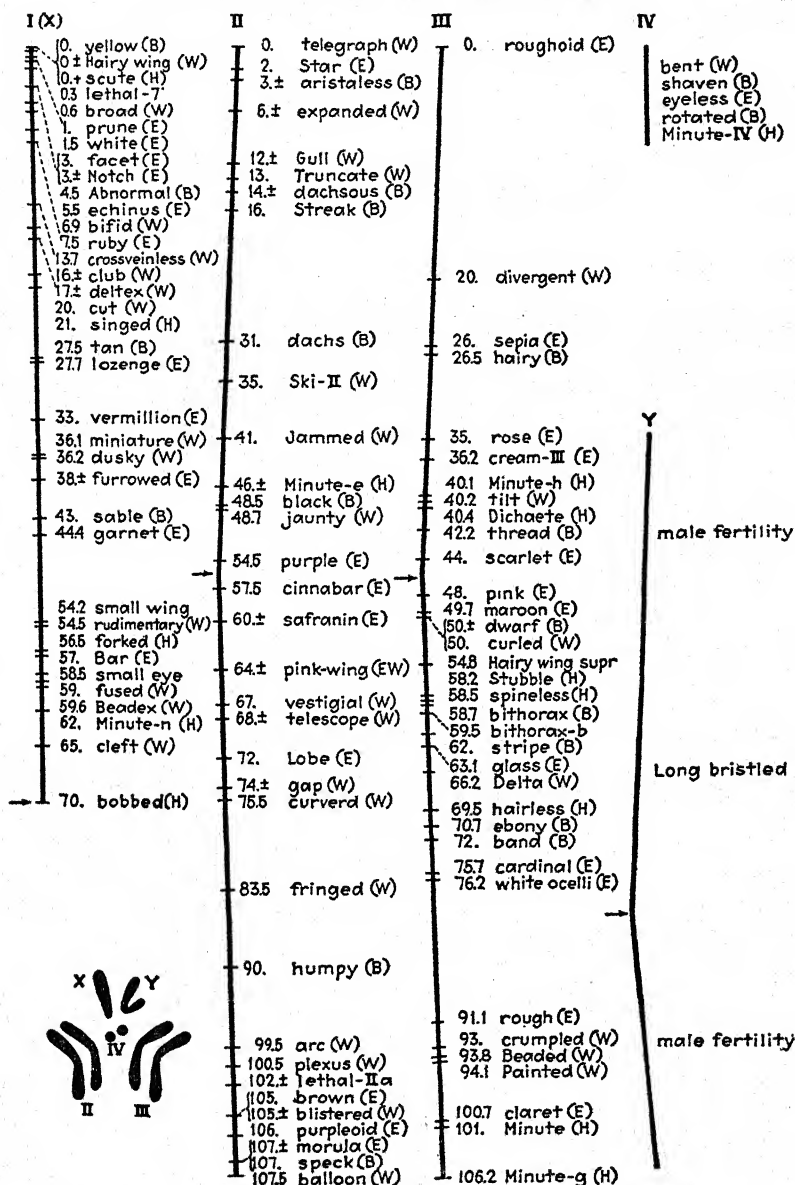 I (X)
0. yellow (B)
0 ± Hairy wing (W)
0.+ scute (H)
0.3 lethal-7
0.6 broad (W)
1. prune (E)
1.5 white (E)
3. facet (E)
3.± Notch (E)
4.5 Abnormal (B)
5.5 echinus (E)
6.9 bifid (W)
7.5 ruby (E)
13.7 crossveinless (W)
16.± club (W)
17.± deltex (W)
20. cut (W)
21. singed (H)
27.5 tan (B)
27.7 lozenge (E)
33. vermillion (E)
36.1 miniature (W)
36.2 dusky (W)
38.± furrowed (E)
43. sable (B)
44.4 garnet (E)
54.2 small wing
54.5 rudimentary (W)
56.5 forked (H)
57. Bar (E)
58.5 small eye
59. fused (W)
59.6 Beadex (W)
62. Minute-n (H)
65. cleft (W)
70. bobbed (H)
II
0. telegraph (W)
2. Star (E)
3.± aristaless (B)
6.± expanded (W)
12.± Gull (W)
13. Truncate (W)
14.± dachsous (B)
16. Streak (B)
31. dachs (B)
35. Ski-II (W)
41. Jammed (W)
46.± Minute-e (H)
48.5 black (B)
48.7 jaunty (W)
54.5 purple (E)
57.5 cinnabar (E)
60.± safranin (E)
64.± pink-wing (EW)
67. vestigial (W)
68.± telescope (W)
72. Lobe (E)
74.± gap (W)
75.5 curverd (W)
83.5 fringed (W)
90. humpy (B)
99.5 arc (W)
100.5 plexus (W)
102.± lethal-IIa
105. brown (E)
105.± blistered (W)
106. purpleoid (E)
107.± morula (E)
107. speck (B)
107.5 balloon (W)
III
0. roughoid (E)
20. divergent (W)
26. sepia (E)
26.5 hairy (B)
35. rose (E)
36.2 cream-III (E)
40.1 Minute-h (H)
40.2 tilt (W)
40.4 Dichaete (H)
42.2 thread (B)
44. scarlet (E)
48. pink (E)
49.7 maroon (E)
50.± dwarf (B)
50. curled (W)
54.8 Hairy wing supr
58.2 Stubble (H)
58.5 spineless (H)
58.7 bithorax (B)
59.5 bithorax-b
62. stripe (B)
63.1 glass (E)
66.2 Delta (W)
69.5 hairless (H)
70.7 ebony (B)
72. band (B)
75.7 cardinal (E)
76.2 white ocelli (E)
91.1 rough (E)
93. crumpled (W)
93.8 Beaded (W)
94.1 Painted (W)
100.7 claret (E)
101. Minute (H)
106.2 Minute-g (H)
IV
bent (W)
shaven (B)
eyeless (E)
rotated (B)
Minute-IV (H)
Y
male fertility
Long bristled
male fertility
X Y
IV
II III